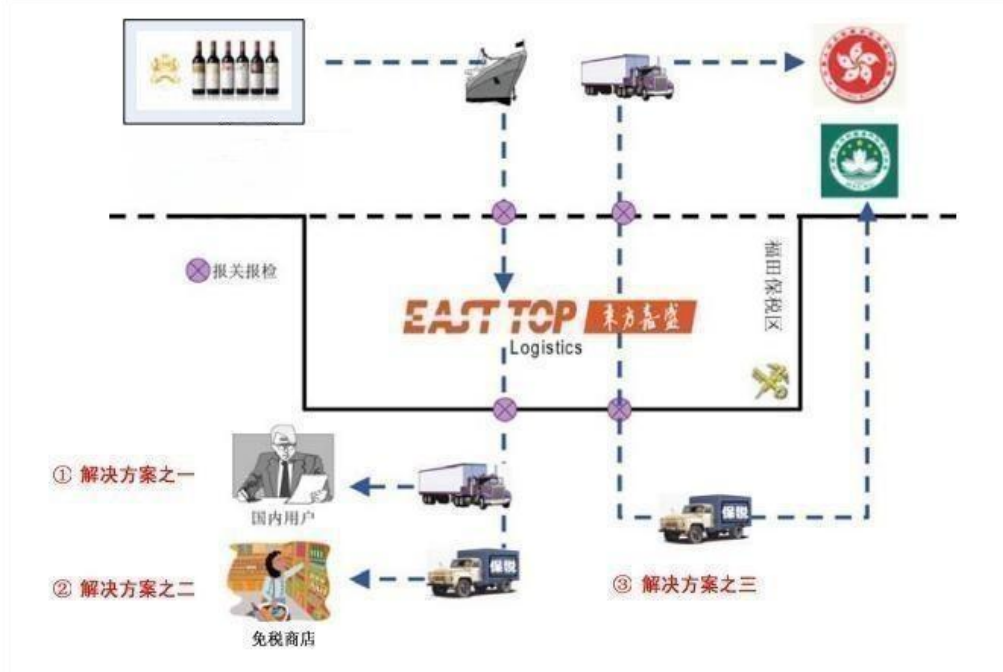 报关报检
福田保税区
EAST TOP 東方嘉盛
Logistics
① 解决方案之一
国内用户
保税
保税
② 解决方案之二
③ 解决方案之三
免税商店